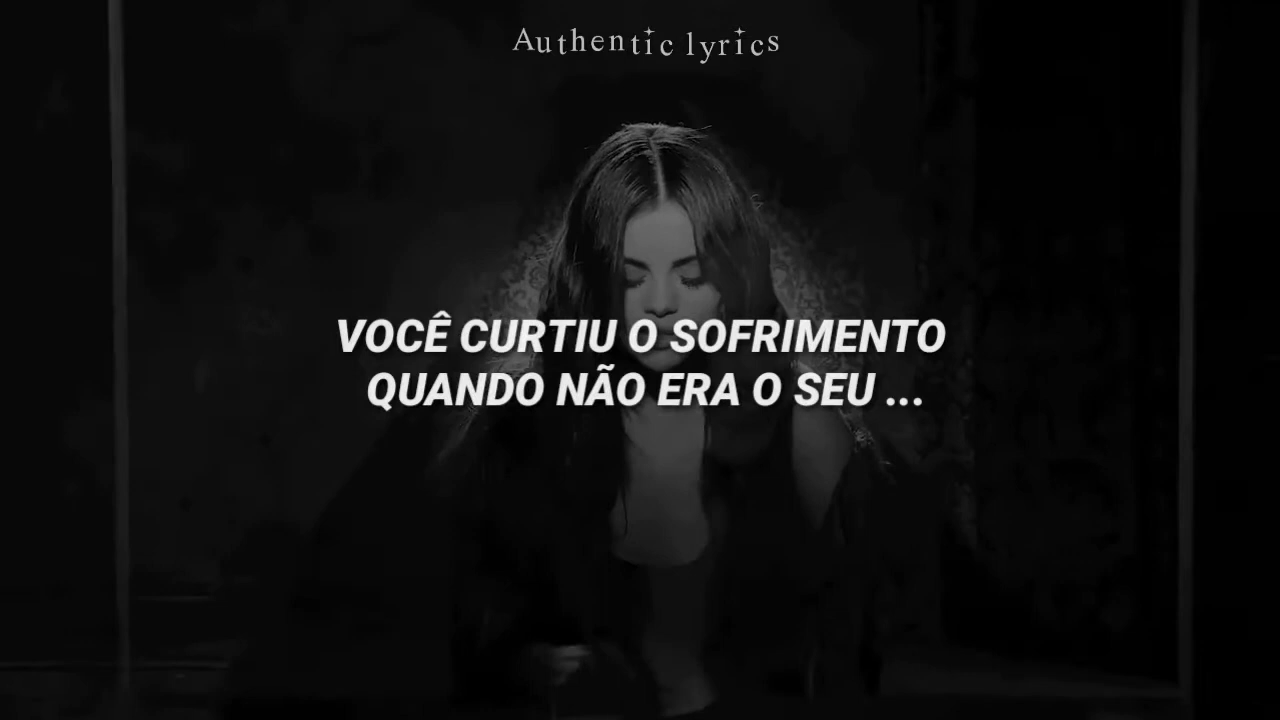 Authentic lyrics
VOCÊ CURTIU O SOFRIMENTO
QUANDO NÃO ERA O SEU ...